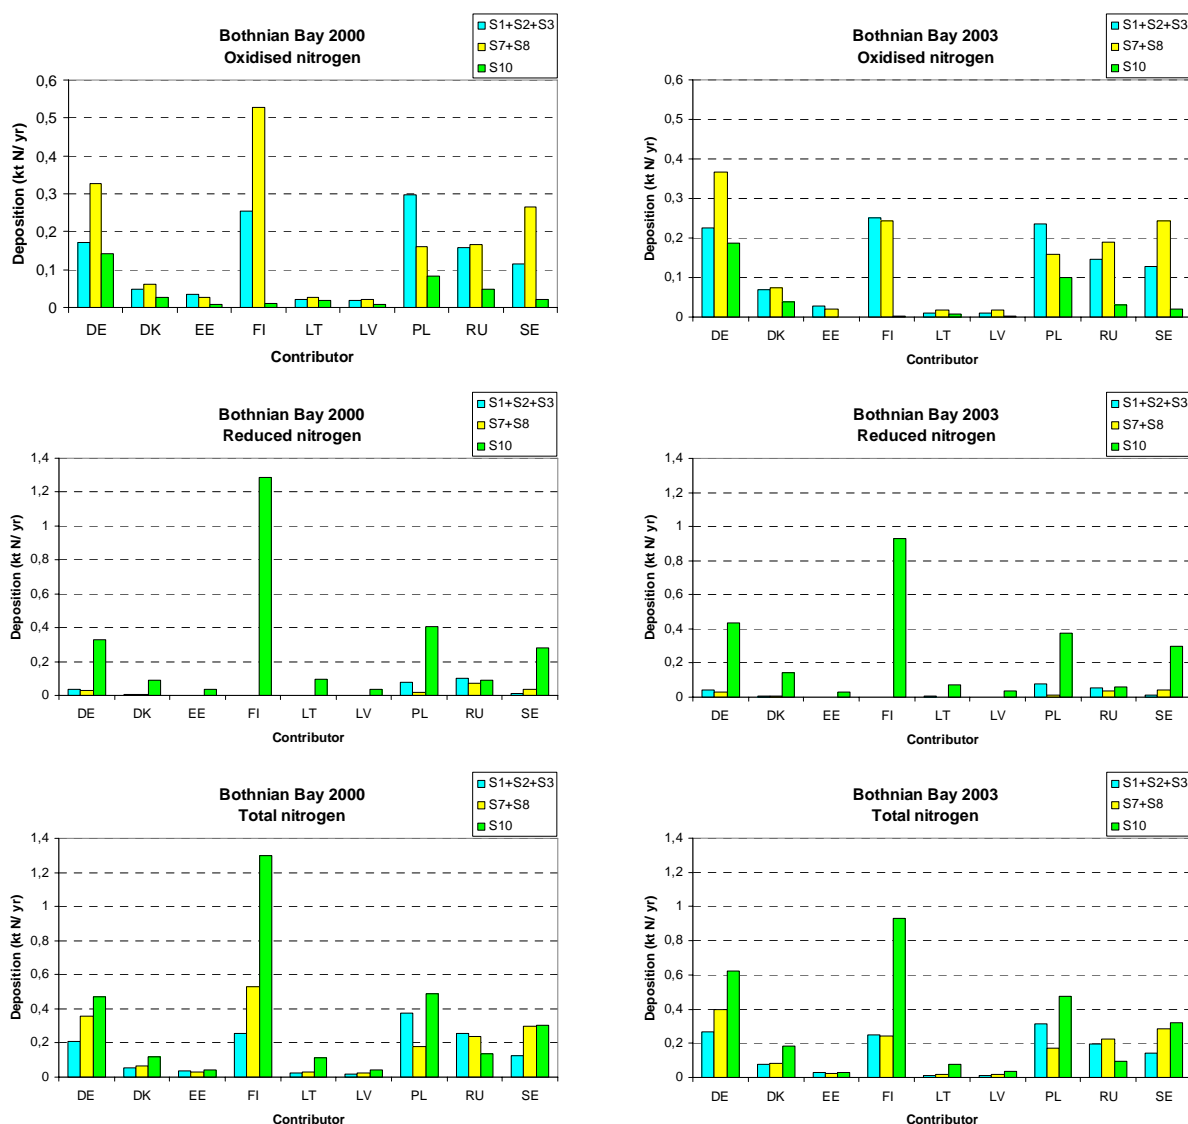 Bothnian Bay 2000
Oxidised nitrogen
S1+S2+S3
S7+S8
S10
Deposition (kt N/ yr)
0,6
0,5
0,4
0,3
0,2
0,1
0
DE DK EE FI LT LV PL RU SE
Contributor
Bothnian Bay 2003
Oxidised nitrogen
S1+S2+S3
S7+S8
S10
Deposition (kt N/ yr)
0,6
0,5
0,4
0,3
0,2
0,1
0
DE DK EE FI LT LV PL RU SE
Contributor
Bothnian Bay 2000
Reduced nitrogen
S1+S2+S3
S7+S8
S10
Deposition (kt N/ yr)
1,4
1,2
1
0,8
0,6
0,4
0,2
0
DE DK EE FI LT LV PL RU SE
Contributor
Bothnian Bay 2003
Reduced nitrogen
S1+S2+S3
S7+S8
S10
Deposition (kt N/ yr)
1,4
1,2
1
0,8
0,6
0,4
0,2
0
DE DK EE FI LT LV PL RU SE
Contributor
Bothnian Bay 2000
Total nitrogen
S1+S2+S3
S7+S8
S10
Deposition (kt N/ yr)
1,4
1,2
1
0,8
0,6
0,4
0,2
0
DE DK EE FI LT LV PL RU SE
Contributor
Bothnian Bay 2003
Total nitrogen
S1+S2+S3
S7+S8
S10
Deposition (kt N/ yr)
1,4
1,2
1
0,8
0,6
0,4
0,2
0
DE DK EE FI LT LV PL RU SE
Contributor